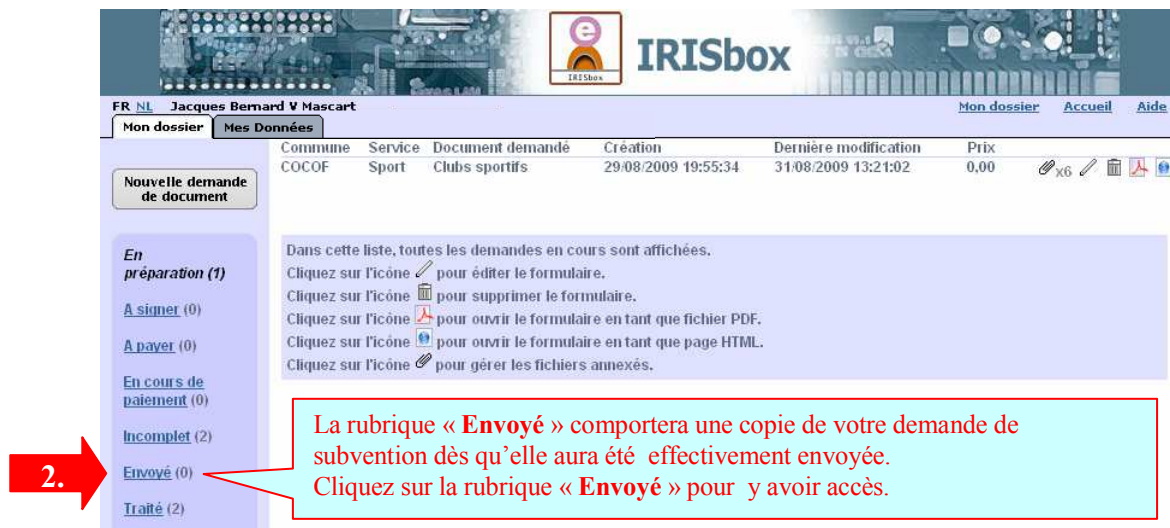 e
IRISbox
IRISbox
FR NL Jacques Bernard V Mascart
Mon dossier Accueil Aide
Mon dossier Mes Données
Commune Service Document demandé Création Dernière modification Prix
COCOF Sport Clubs sportifs 29/08/2009 19:55:34 31/08/2009 13:21:02 0,00 x6
Nouvelle demande
de document
En
préparation (1)
A signer (0)
A payer (0)
En cours de
paiement (0)
Incomplet (2)
Envoyé (0)
Traité (2)
Dans cette liste, toutes les demandes en cours sont affichées.
Cliquez sur l'icône pour éditer le formulaire.
Cliquez sur l'icône pour supprimer le formulaire.
Cliquez sur l'icône pour ouvrir le formulaire en tant que fichier PDF.
Cliquez sur l'icône pour ouvrir le formulaire en tant que page HTML.
Cliquez sur l'icône pour gérer les fichiers annexés.
2.
La rubrique « Envoyé » comportera une copie de votre demande de
subvention dès qu'elle aura été effectivement envoyée.
Cliquez sur la rubrique « Envoyé » pour y avoir accès.